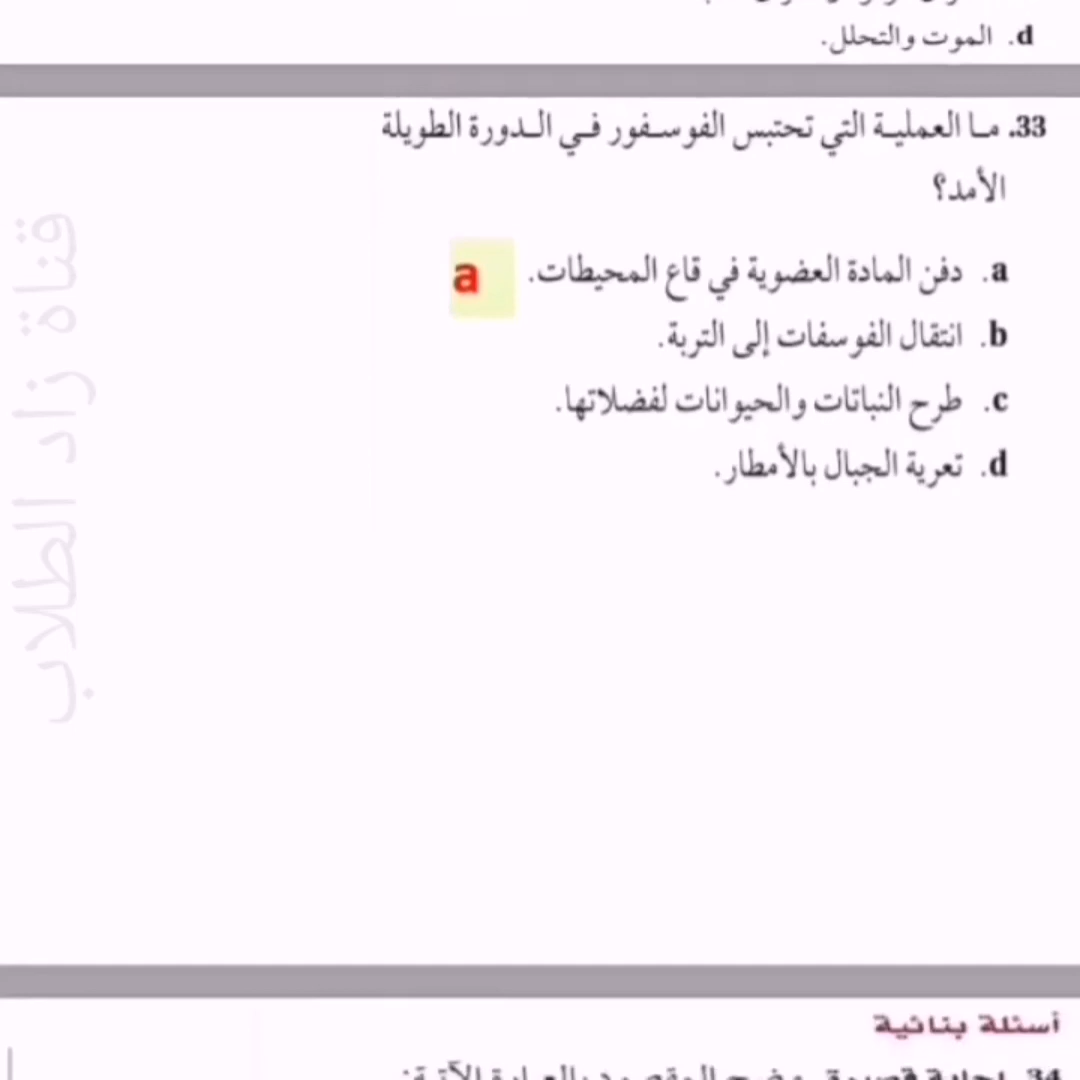 d. الموت والتحلل.
33. ما العملية التي تحتبس الفوسفور في الدورة الطويلة
الأمد؟
a. دفن المادة العضوية في قاع المحيطات.
a
b. انتقال الفوسفات إلى التربة.
c. طرح النباتات والحيوانات لفضلاتها.
d. تعرية الجبال بالأمطار.
قناة زاد الطلاب
أسئلة بنائية